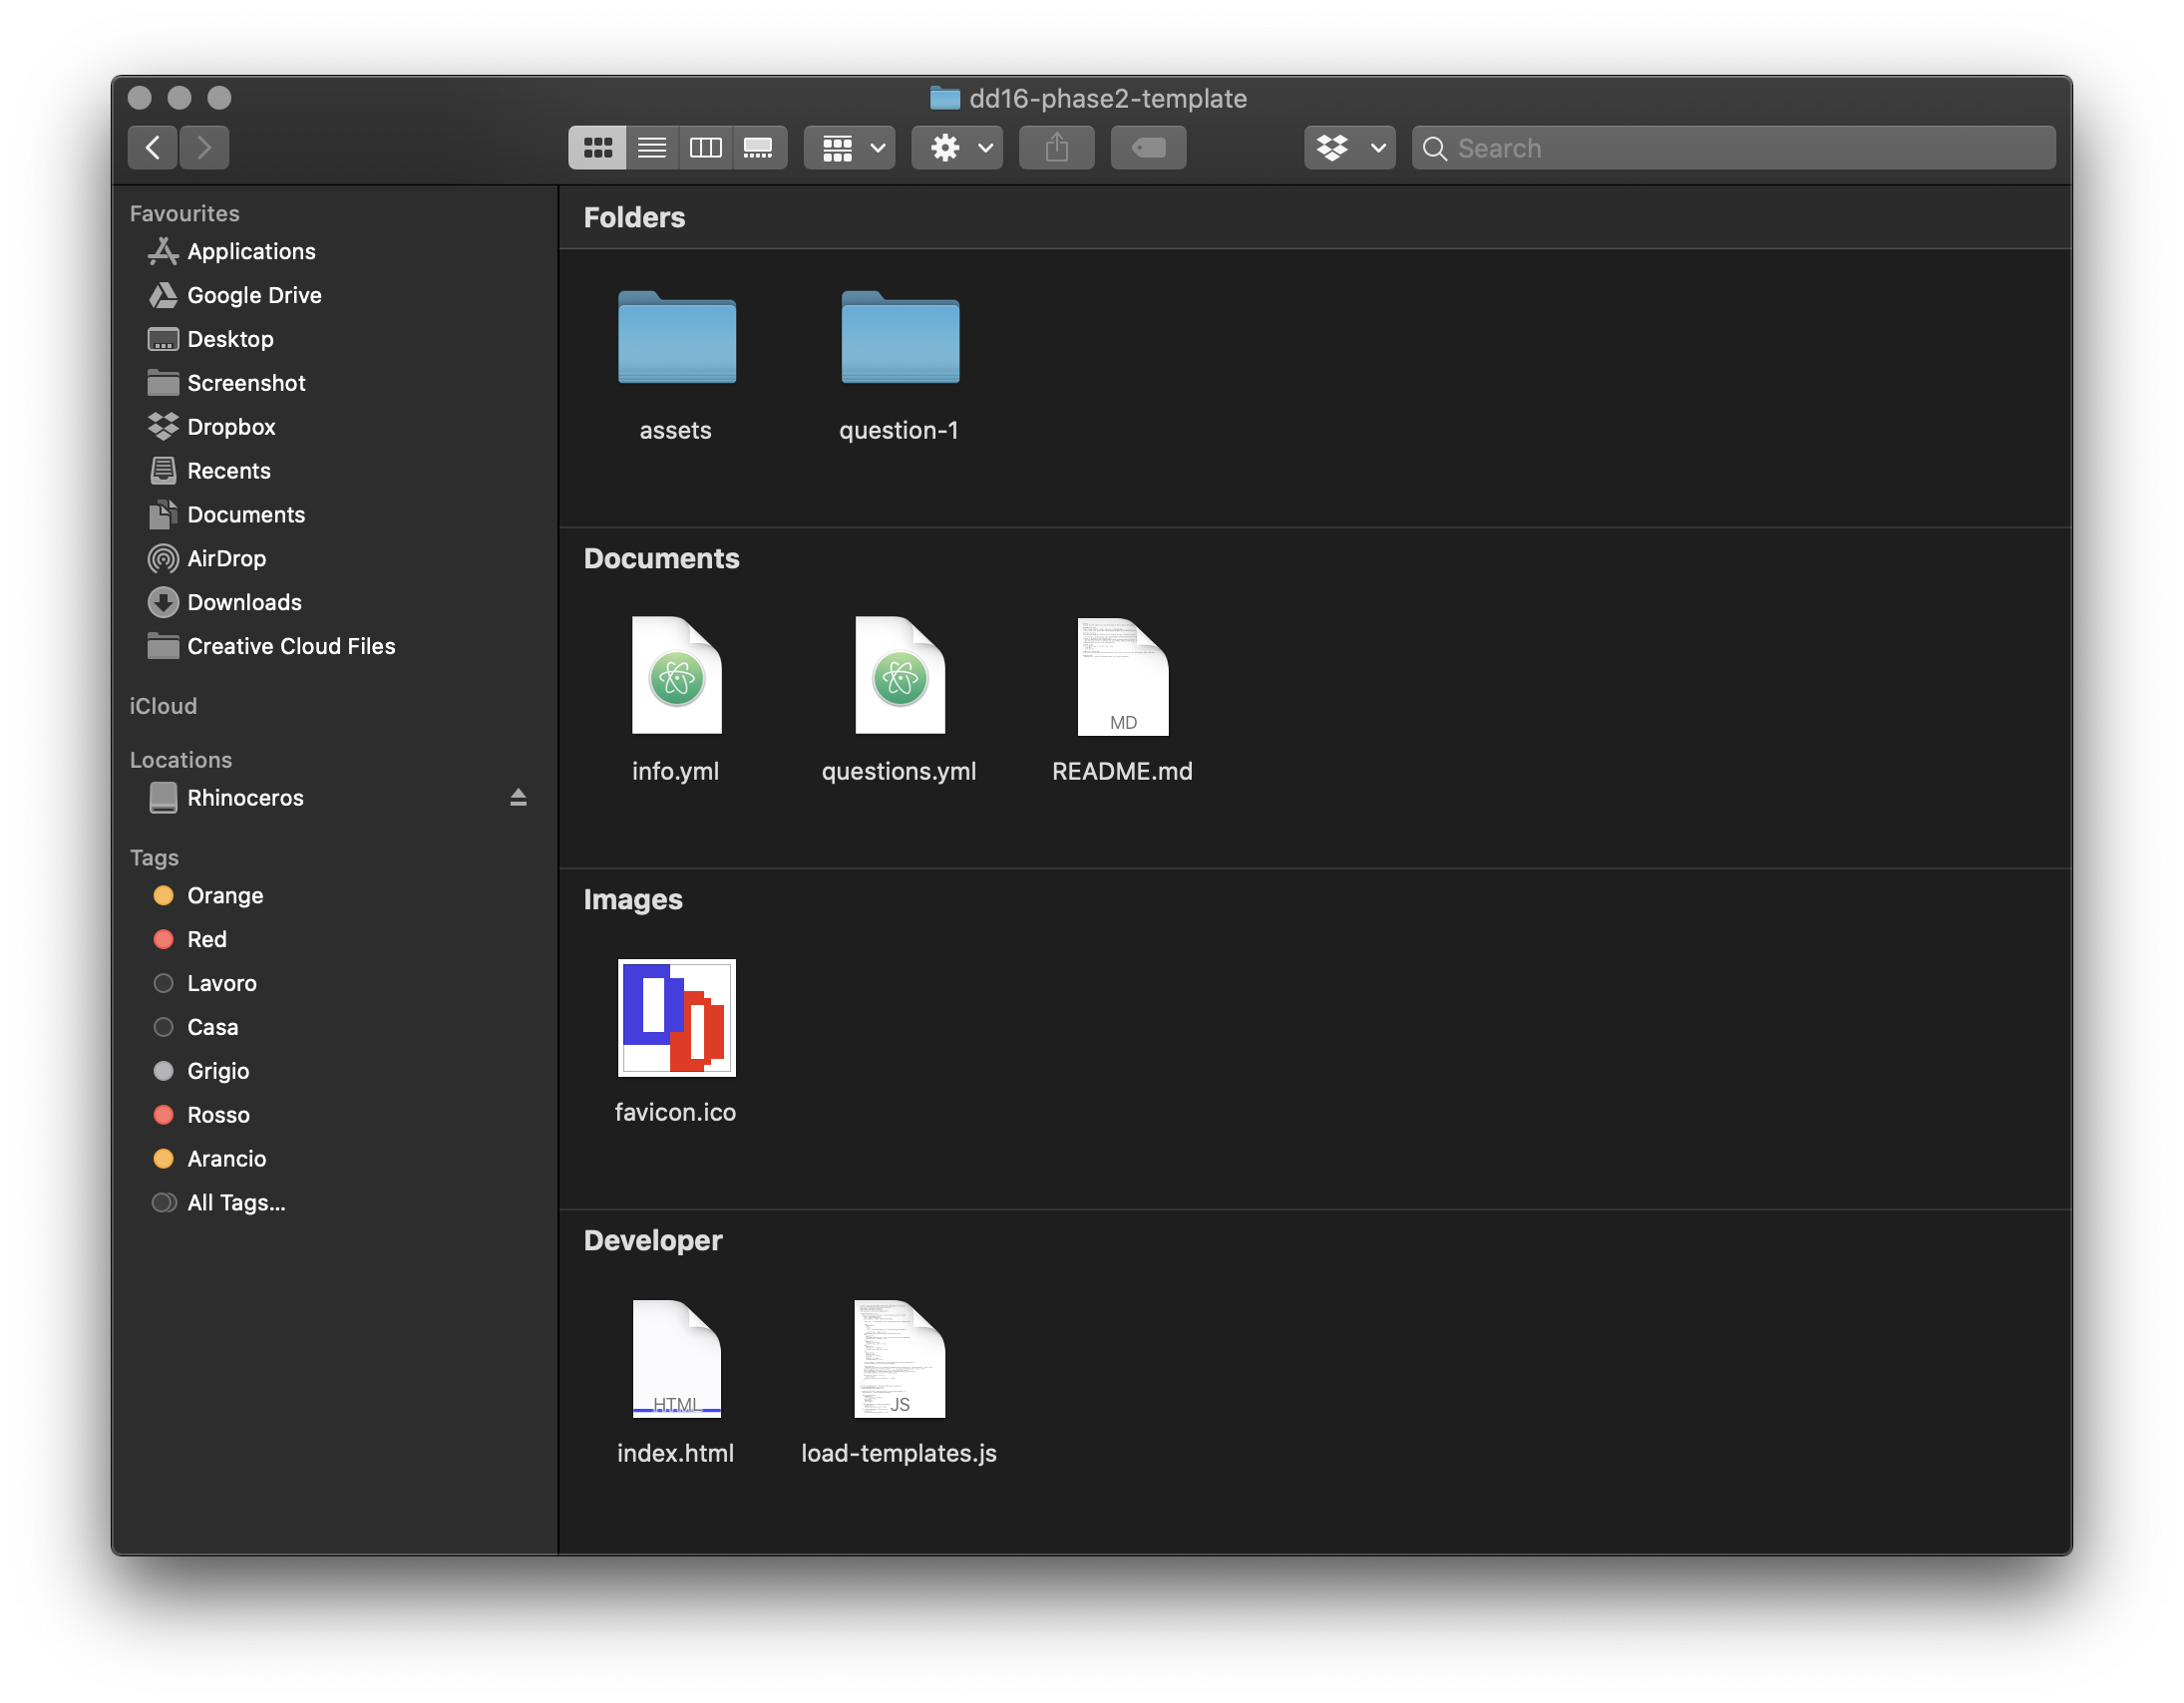 dd16-phase2-template
Search
Favourites
Applications
Google Drive
Desktop
Screenshot
Dropbox
Recents
Documents
AirDrop
Downloads
Creative Cloud Files
iCloud
Locations
Rhinoceros
Tags
Orange
Red
Lavoro
Casa
Grigio
Rosso
Arancio
All Tags...
Folders
assets
question-1
Documents
MD
info.yml
questions.yml
README.md
Images
favicon.ico
Developer
HTML
JS
index.html
load-templates.js